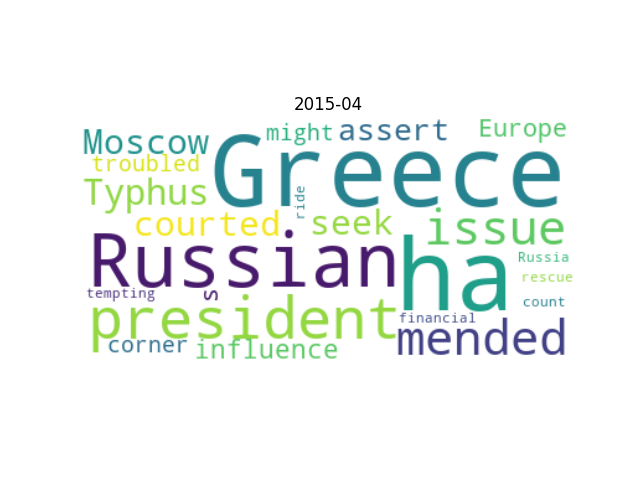 2015-04
Moscow
Greece
might
assert
Europe
troubled
Typhus
ride
courted
seek
issue
Russian
ha
Russia
rescue
tempting
s
president
count
financial
mended
corner
influence